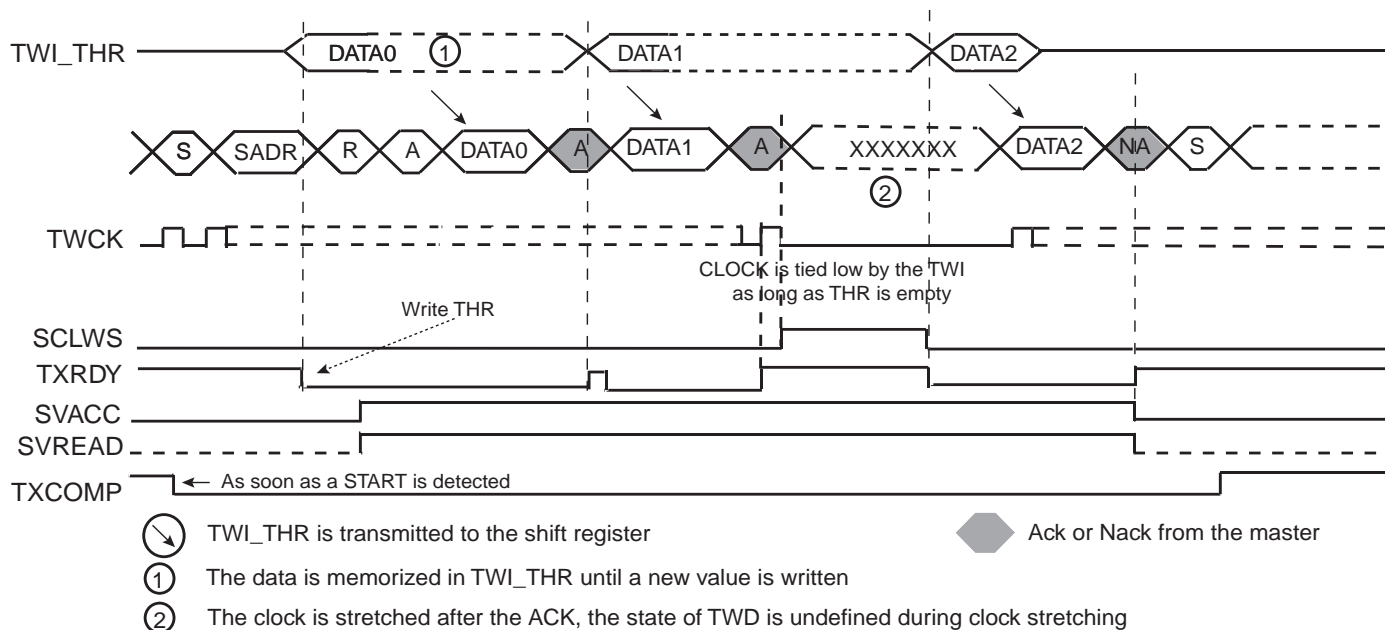 TWI_THR DATA0 1 DATA1 DATA2
S SADR R A DATA0 A DATA1 A XXXXXXX DATA2 NA S
2
TWCK
CLOCK is tied low by the TWI
as long as THR is empty
Write THR
SCLWS
TXRDY
SVACC
SVREAD
TXCOMP As soon as a START is detected
TWI_THR is transmitted to the shift register Ack or Nack from the master
1 The data is memorized in TWI_THR until a new value is written
2 The clock is stretched after the ACK, the state of TWD is undefined during clock stretching